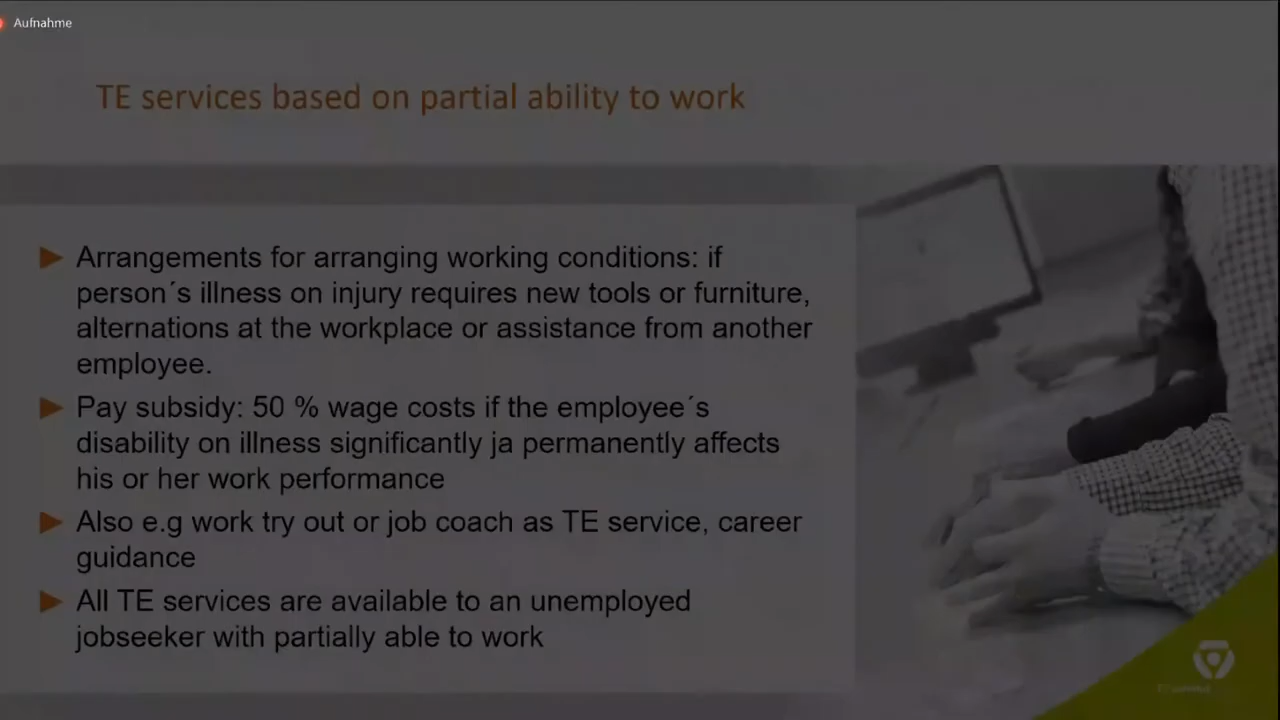 Aufnahme
TE services based on partial ability to work
Arrangements for arranging working conditions: if
person´s illness on injury requires new tools or furniture,
alternations at the workplace or assistance from another
employee.
Pay subsidy: 50 % wage costs if the employee´s
disability on illness significantly ja permanently affects
his or her work performance
Also e.g work try out or job coach as TE service, career
guidance
All TE services are available to an unemployed
jobseeker with partially able to work